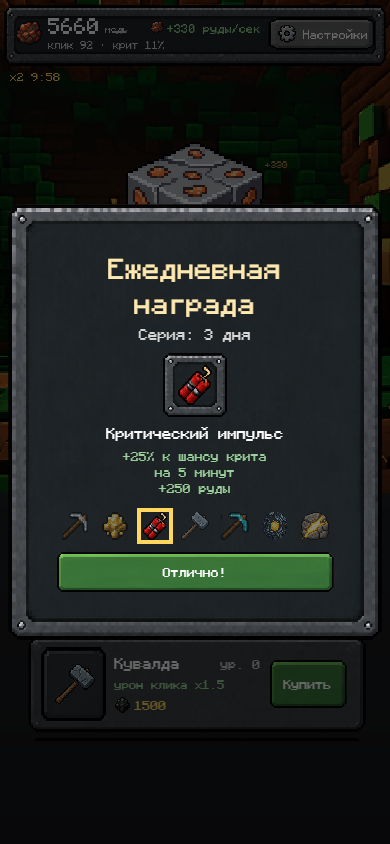 5660 медь
+330 руды/сек
Настройки
клик 92 · крит 11%
x2 9:58
+330
Ежедневная
награда
Серия: 3 дня
Критический импульс
+25% к шансу крита
на 5 минут
+250 руды
Отлично!
Кувалда
ур. 0
урон клика x1.5
1500
Купить